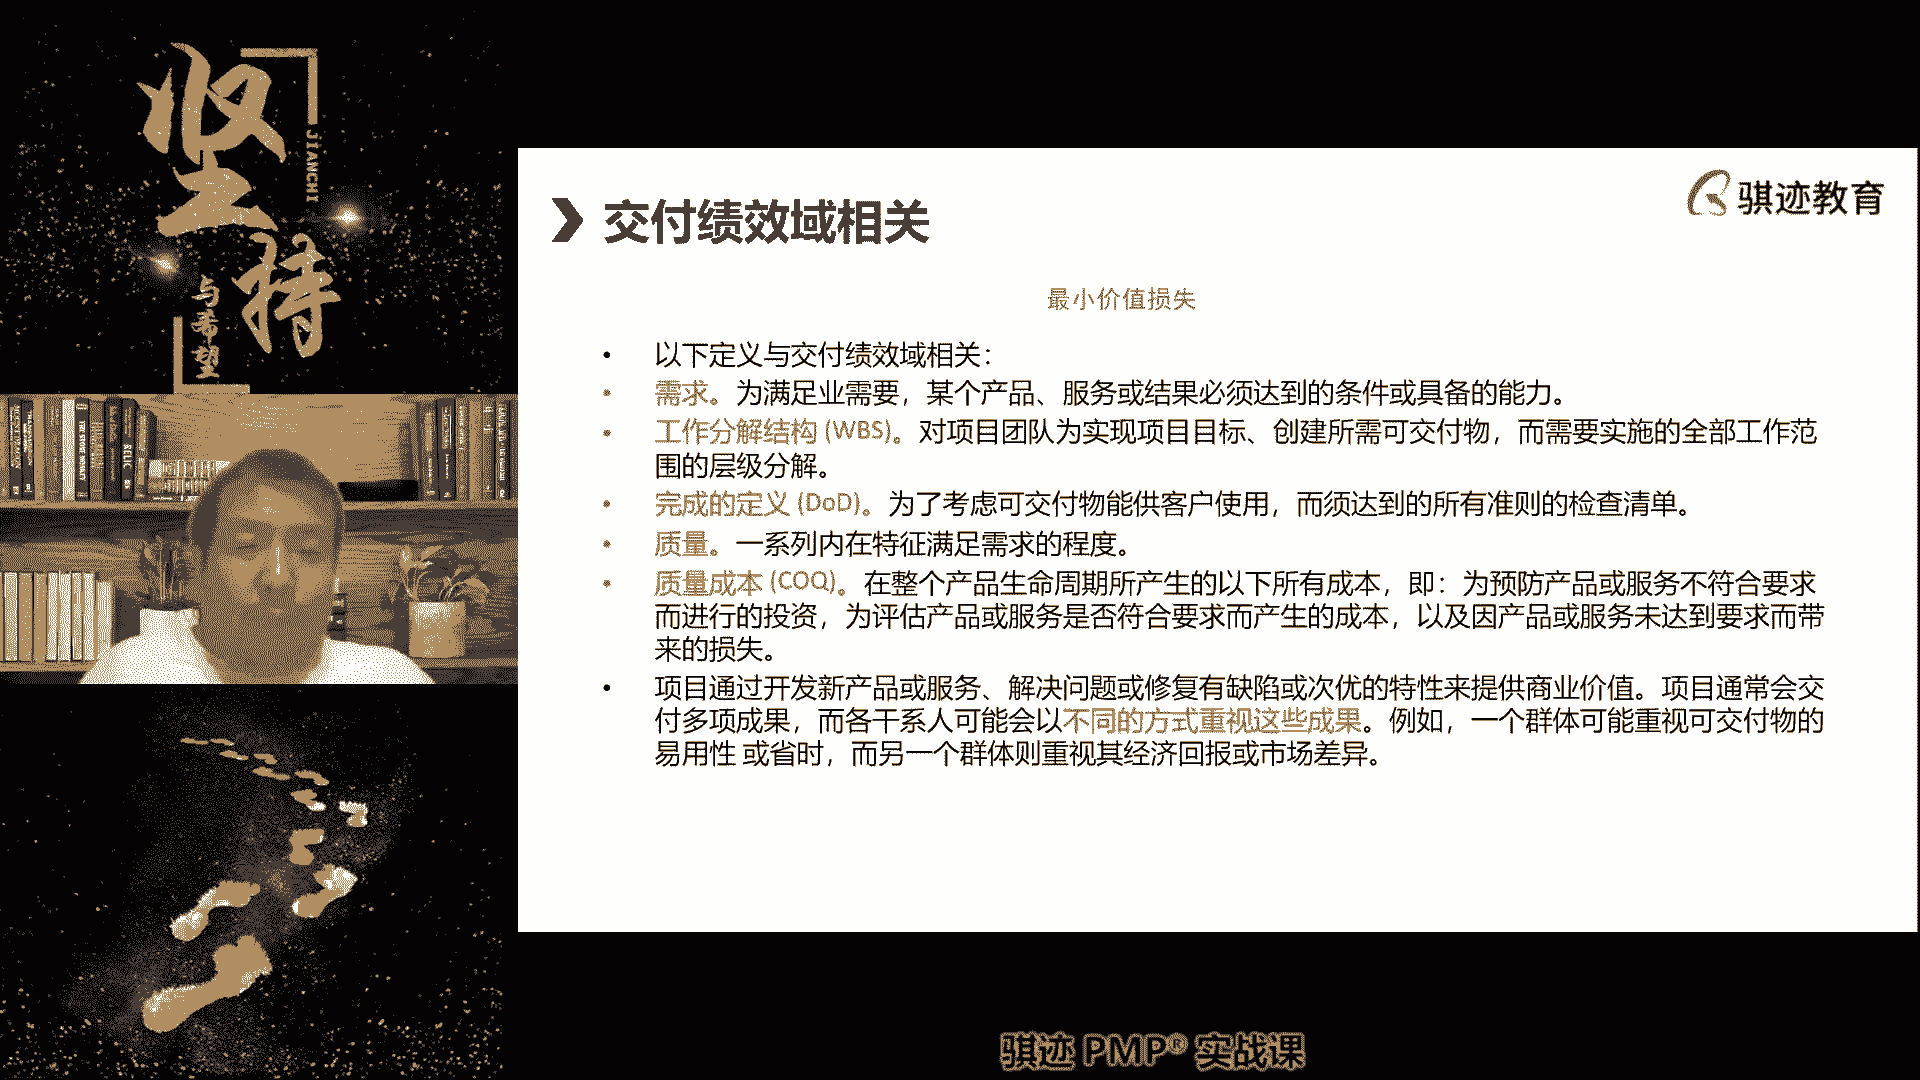 坚持
JIANCHI
与希望
骐迹教育
交付绩效域相关
最小价值损失
• 以下定义与交付绩效域相关：
• 需求。为满足业需要，某个产品、服务或结果必须达到的条件或具备的能力。
• 工作分解结构 (WBS)。对项目团队为实现项目目标、创建所需可交付物，而需要实施的全部工作范
围的层级分解。
• 完成的定义 (DoD)。为了考虑可交付物能供客户使用，而须达到的所有准则的检查清单。
• 质量。一系列内在特征满足需求的程度。
• 质量成本 (COQ)。在整个产品生命周期所产生的以下所有成本，即：为预防产品或服务不符合要求
而进行的投资，为评估产品或服务是否符合要求而产生的成本，以及因产品或服务未达到要求而带
来的损失。
• 项目通过开发新产品或服务、解决问题或修复有缺陷或次优的特性来提供商业价值。项目通常会交
付多项成果，而各干系人可能会以不同的方式重视这些成果。例如，一个群体可能重视可交付物的
易用性 或省时，而另一个群体则重视其经济回报或市场差异。
骐迹 PMP® 实战课